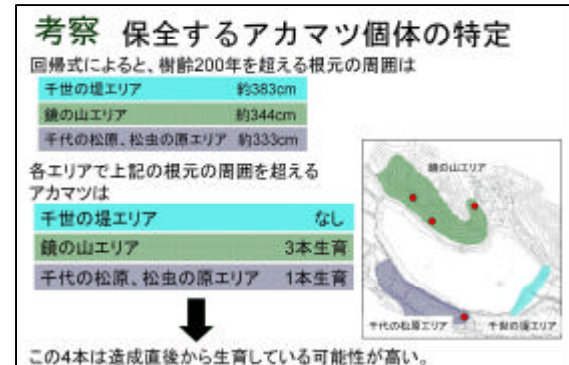 考察 保全するアカマツ個体の特定
回帰式によると、樹齢200年を超える根元の周囲は
千世の堤エリア 約383cm
鏡の山エリア 約344cm
千代の松原、松虫の原エリア 約333cm
各エリアで上記の根元の周囲を超える
アカマツは
千世の堤エリア なし
鏡の山エリア 3本生育
千代の松原、松虫の原エリア 1本生育
鏡の山エリア
千代の松原エリア 千世の堤エリア
この4本は造成直後から生育している可能性が高い。